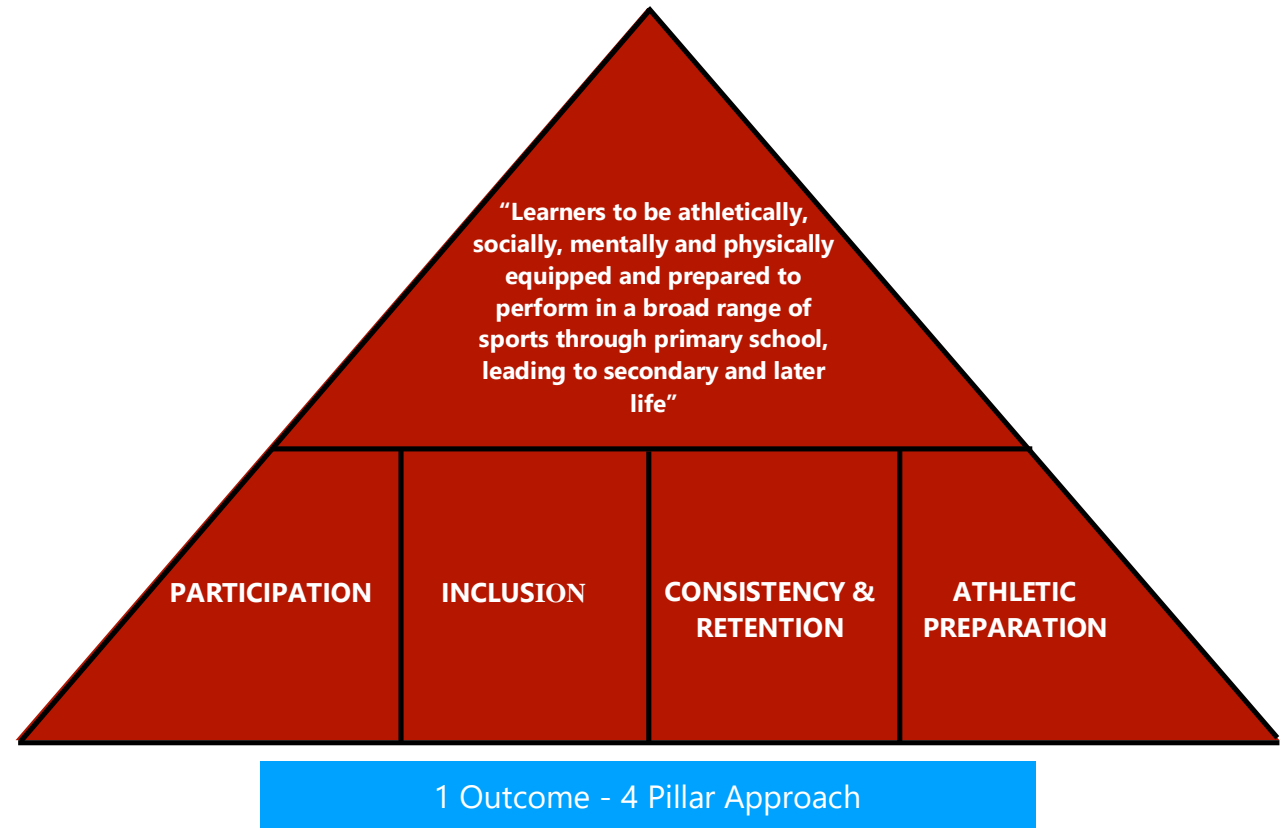 “Learners to be athletically,
socially, mentally and physically
equipped and prepared to
perform in a broad range of
sports through primary school,
leading to secondary and later
life”
PARTICIPATION
INCLUSION
CONSISTENCY &
RETENTION
ATHLETIC
PREPARATION
1 Outcome - 4 Pillar Approach